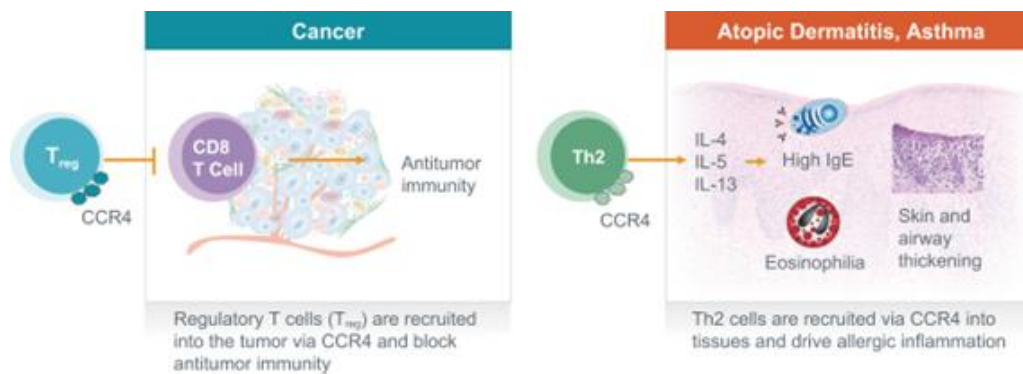 Cancer
T reg
CCR4
CD8
T Cell
Antitumor
immunity
Regulatory T cells (Treg) are recruited
into the tumor via CCR4 and block
antitumor immunity
Atopic Dermatitis, Asthma
Th2
CCR4
IL-4
IL-5
IL-13
High IgE
Eosinophilia
Skin and
airway
thickening
Th2 cells are recruited via CCR4 into
tissues and drive allergic inflammation